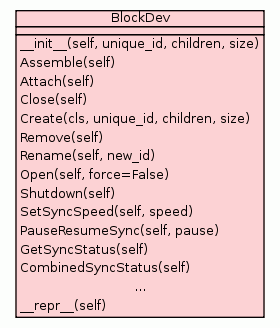 BlockDev
__init__(self, unique_id, children, size)
Assemble(self)
Attach(self)
Close(self)
Create(cls, unique_id, children, size)
Remove(self)
Rename(self, new_id)
Open(self, force=False)
Shutdown(self)
SetSyncSpeed(self, speed)
PauseResumeSync(self, pause)
GetSyncStatus(self)
CombinedSyncStatus(self)
...
__repr__(self)